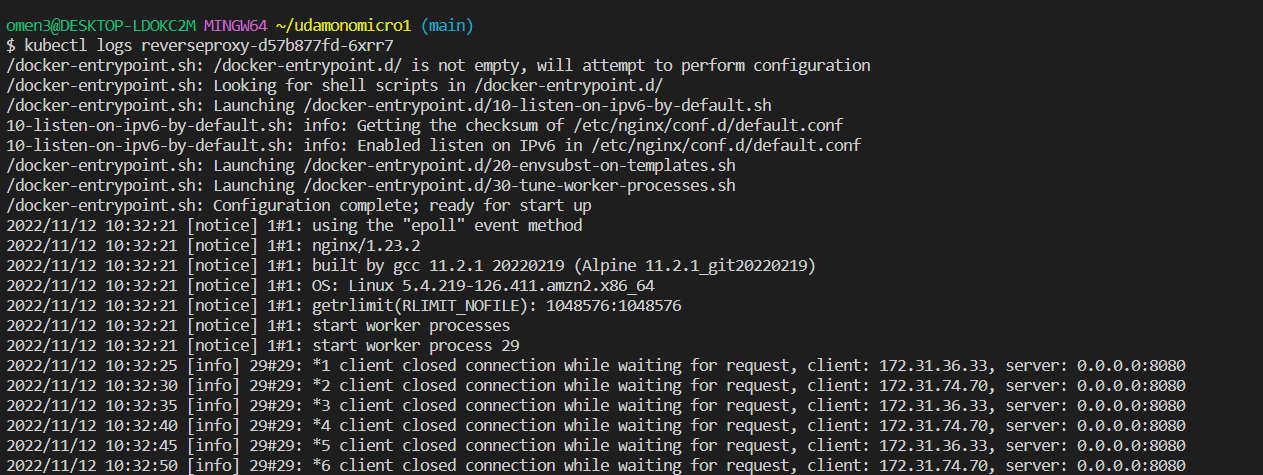 omen3@DESKTOP-LDOKC2M MINGW64 ~/udamonomicro1 (main)
$ kubectl logs reverseproxy-d57b877fd-6xrr7
/docker-entrypoint.sh: /docker-entrypoint.d/ is not empty, will attempt to perform configuration
/docker-entrypoint.sh: Looking for shell scripts in /docker-entrypoint.d/
/docker-entrypoint.sh: Launching /docker-entrypoint.d/10-listen-on-ipv6-by-default.sh
10-listen-on-ipv6-by-default.sh: info: Getting the checksum of /etc/nginx/conf.d/default.conf
10-listen-on-ipv6-by-default.sh: info: Enabled listen on IPv6 in /etc/nginx/conf.d/default.conf
/docker-entrypoint.sh: Launching /docker-entrypoint.d/20-envsubst-on-templates.sh
/docker-entrypoint.sh: Launching /docker-entrypoint.d/30-tune-worker-processes.sh
/docker-entrypoint.sh: Configuration complete; ready for start up
2022/11/12 10:32:21 [notice] 1#1: using the "epoll" event method
2022/11/12 10:32:21 [notice] 1#1: nginx/1.23.2
2022/11/12 10:32:21 [notice] 1#1: built by gcc 11.2.1 20220219 (Alpine 11.2.1_git20220219)
2022/11/12 10:32:21 [notice] 1#1: OS: Linux 5.4.219-126.411.amzn2.x86_64
2022/11/12 10:32:21 [notice] 1#1: getrlimit(RLIMIT_NOFILE): 1048576:1048576
2022/11/12 10:32:21 [notice] 1#1: start worker processes
2022/11/12 10:32:21 [notice] 1#1: start worker process 29
2022/11/12 10:32:25 [info] 29#29: *1 client closed connection while waiting for request, client: 172.31.36.33, server: 0.0.0.0:8080
2022/11/12 10:32:30 [info] 29#29: *2 client closed connection while waiting for request, client: 172.31.74.70, server: 0.0.0.0:8080
2022/11/12 10:32:35 [info] 29#29: *3 client closed connection while waiting for request, client: 172.31.36.33, server: 0.0.0.0:8080
2022/11/12 10:32:40 [info] 29#29: *4 client closed connection while waiting for request, client: 172.31.74.70, server: 0.0.0.0:8080
2022/11/12 10:32:45 [info] 29#29: *5 client closed connection while waiting for request, client: 172.31.36.33, server: 0.0.0.0:8080
2022/11/12 10:32:50 [info] 29#29: *6 client closed connection while waiting for request, client: 172.31.74.70, server: 0.0.0.0:8080